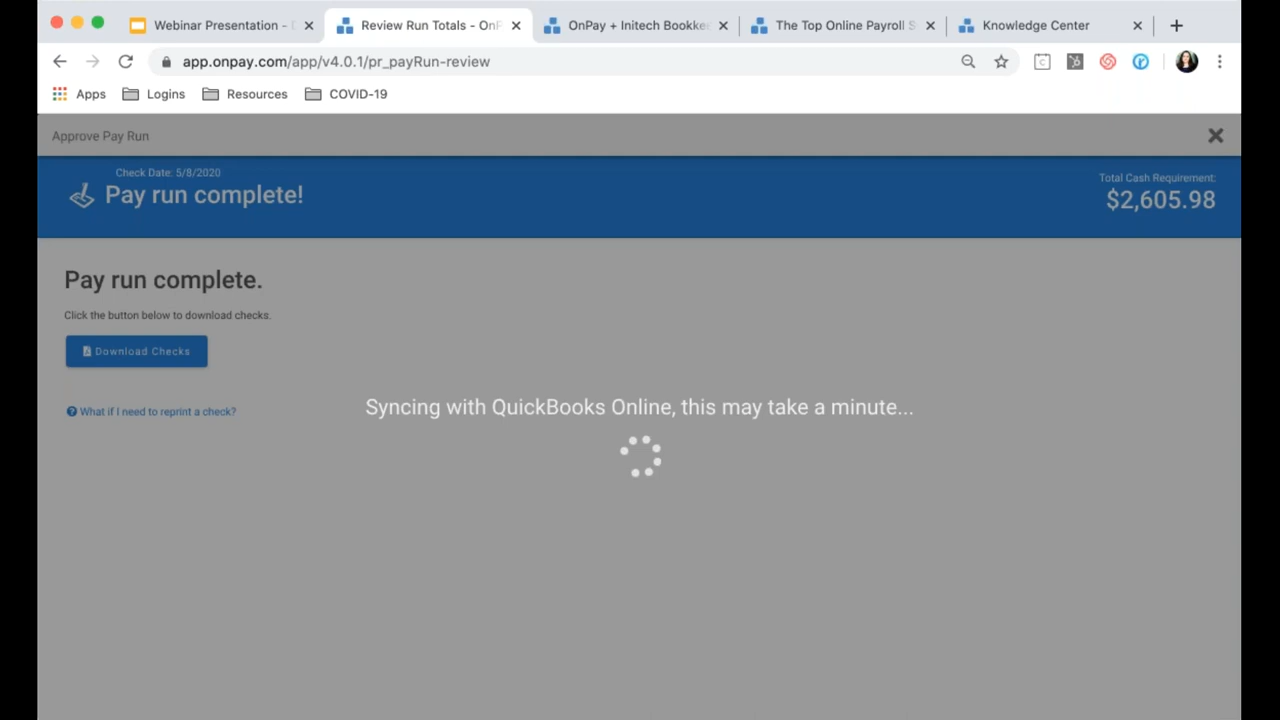 Webinar Presentation - 
Review Run Totals - OnP
OnPay + Initech Bookke
The Top Online Payroll S
Knowledge Center
app.onpay.com/app/v4.0.1/pr_payRun-review
Apps
Logins
Resources
COVID-19
Approve Pay Run
Check Date: 5/8/2020
Pay run complete!
Total Cash Requirement:
$2,605.98
Pay run complete.
Click the button below to download checks.
Download Checks
What if I need to reprint a check?
Syncing with QuickBooks Online, this may take a minute...